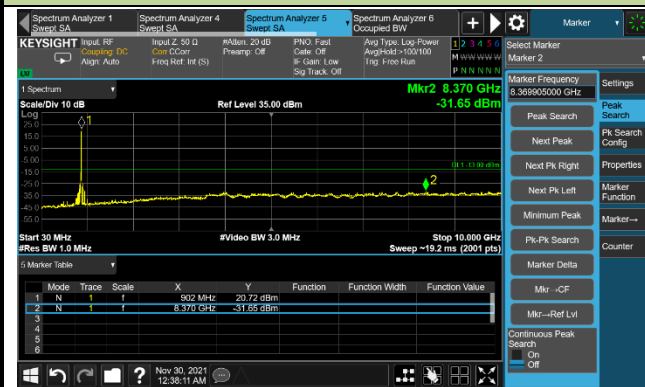 Spectrum Analyzer 1
Swept SA
Spectrum Analyzer 4
Swept SA
Spectrum Analyzer 5
Swept SA
Spectrum Analyzer 6
Occupied BW
Marker
KEYSIGHT
Input: RF
Coupling: DC
Align: Auto
Input Z: 50 Ω
Corr CCorr
Freq Ref: Int (S)
#Atten: 20 dB
Preamp: Off
PNO: Fast
Gate: Off
IF Gain: Low
Sig Track: Off
Avg Type: Log-Power
Avg|Hold >100/100
Trig: Free Run
1 2 3 4 5 6
M W W W W W
P N N N N N
LXI
1 Spectrum
Scale/Div 10 dB
Ref Level 35.00 dBm
Mkr2 8.370 GHz
-31.65 dBm
Log
25.0
15.0
5.00
-5.00
-15.0
-25.0
-35.0
-45.0
-55.0
1
2
DL1 -13.00 dBm
Start 30 MHz
#Res BW 1.0 MHz
#Video BW 3.0 MHz
Stop 10.000 GHz
Sweep ~19.2 ms (2001 pts)
5 Marker Table
Mode Trace Scale X Y Function Function Width Function Value
1 N 1 f 902 MHz 20.72 dBm
2 N 1 f 8.370 GHz -31.65 dBm
3
4
5
6
Nov 30, 2021
12:38:11 AM
?
Select Marker
Marker 2
Marker Frequency
8.369905000 GHz
Peak Search
Next Peak
Next Pk Right
Next Pk Left
Minimum Peak
Pk-Pk Search
Marker Delta
Mkr→CF
Mkr→Ref Lvl
Continuous Peak
Search
On
Off
Settings
Peak
Search
Pk Search
Config
Properties
Marker
Function
Marker→
Counter